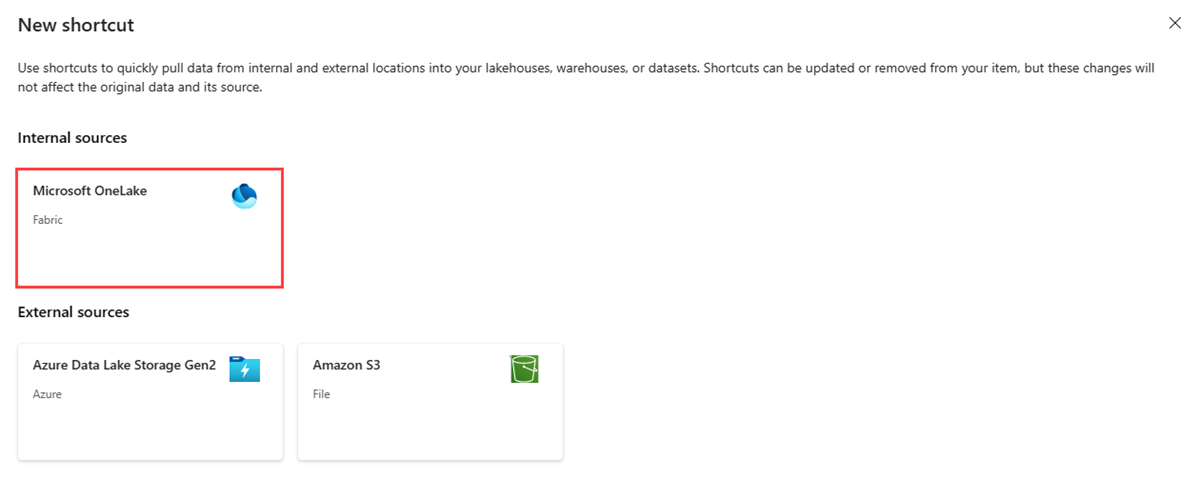 New shortcut
Use shortcuts to quickly pull data from internal and external locations into your lakehouses, warehouses, or datasets. Shortcuts can be updated or removed from your item, but these changes will
not affect the original data and its source.
Internal sources
Microsoft OneLake
Fabric
External sources
Azure Data Lake Storage Gen2
Azure
Amazon S3
File